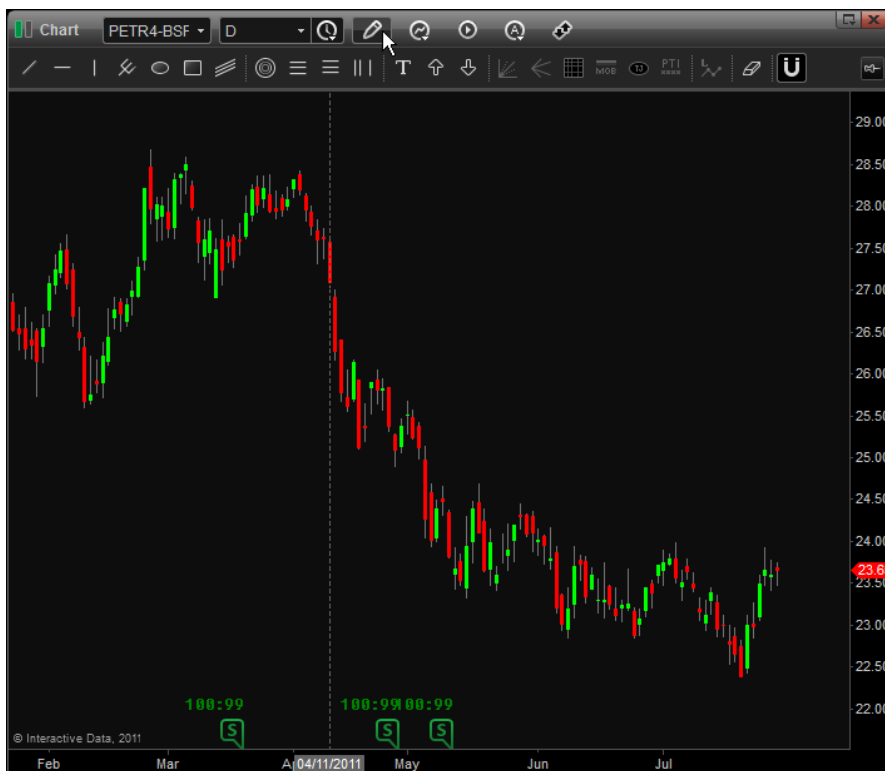 Chart PETR4-BSF D A
T MOB TJ PTI xxxx L U
29.00
28.50
28.00
27.50
27.00
26.50
26.00
25.50
25.00
24.50
24.00
23.6
23.50
23.00
22.50
22.00
100:99 100:99 100:99
S S S
© Interactive Data, 2011
Feb Mar A 04/11/2011 May Jun Jul